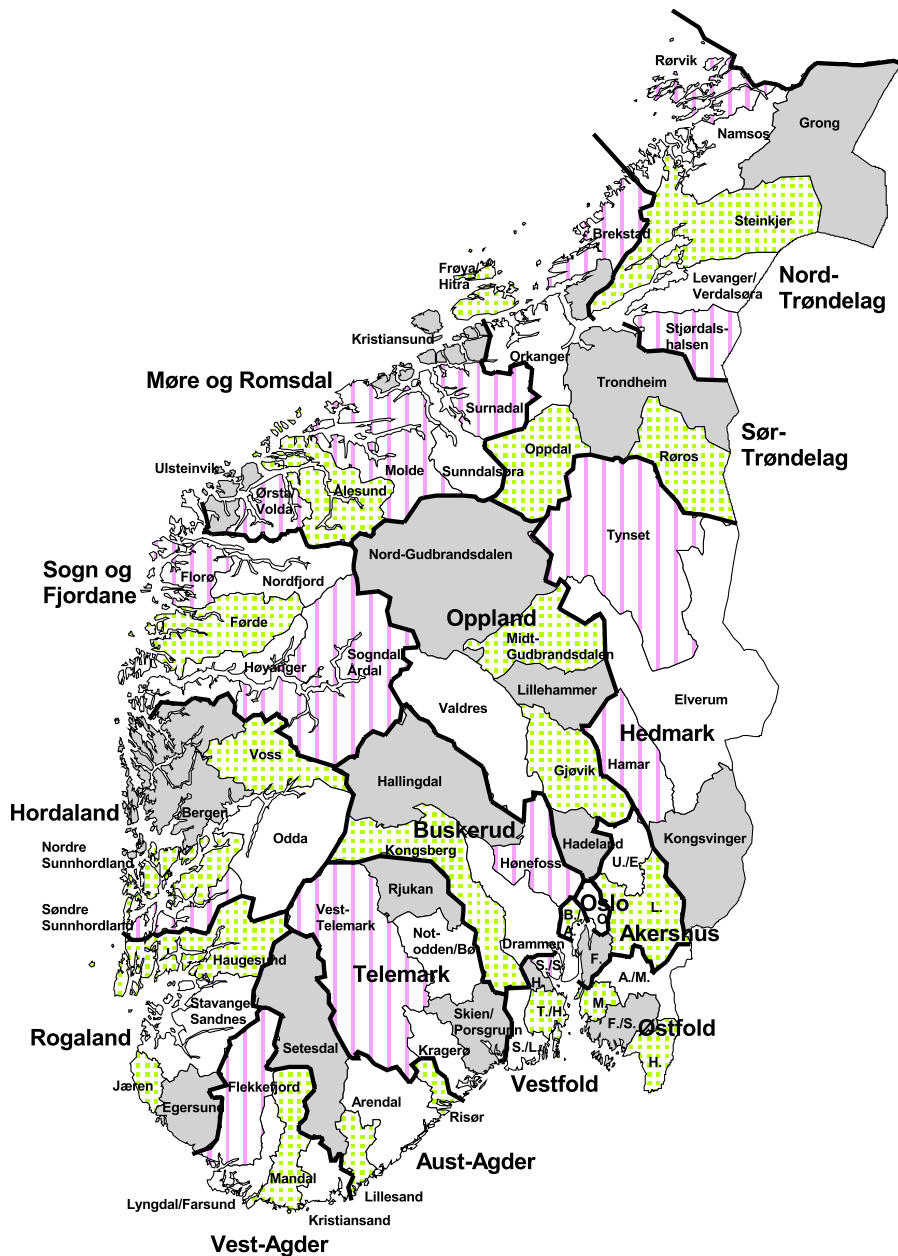 Rørvik
Grong
Namsos
Steinkjer
Brekstad
Frøya/
Hitra
Levanger/
Verdalsøra
Nord-
Trøndelag
Stjørdals-
halsen
Kristiansund
Orkanger
Trondheim
Møre og Romsdal
Surnadal
Sør-
Trøndelag
Oppdal
Røros
Ulsteinvik
Molde
Sunndalsøra
Ørsta/
Volda
Ålesund
Tynset
Nord-Gudbrandsdalen
Sogn og
Fjordane
Florø
Nordfjord
Førde
Oppland
Midt-
Gudbrandsdalen
Høyanger
Sogndal/
Årdal
Lillehammer
Valdres
Elverum
Hedmark
Voss
Hallingdal
Gjøvik
Hamar
Hordaland
Bergen
Odda
Buskerud
Kongsberg
Hadeland
Kongsvinger
Nordre
Sunnhordland
Hønefoss
U./E.
Rjukan
Søndre
Sunnhordland
Vest-
Telemark
Oslo
B./
A.
O.
L.
Akershus
Not-
odden/Bø
Drammen
Haugesund
Telemark
S./S.
H.
F.
A./M.
Stavanger/
Sandnes
Skien/
Porsgrunn
T./H.
M.
F./S.
Østfold
Rogaland
Setesdal
Kragerø
S./L.
Vestfold
H.
Jæren
Flekkefjord
Egersund
Arendal
Risør
Aust-Agder
Mandal
Lillesand
Lyngdal/Farsund
Kristiansand
Vest-Agder